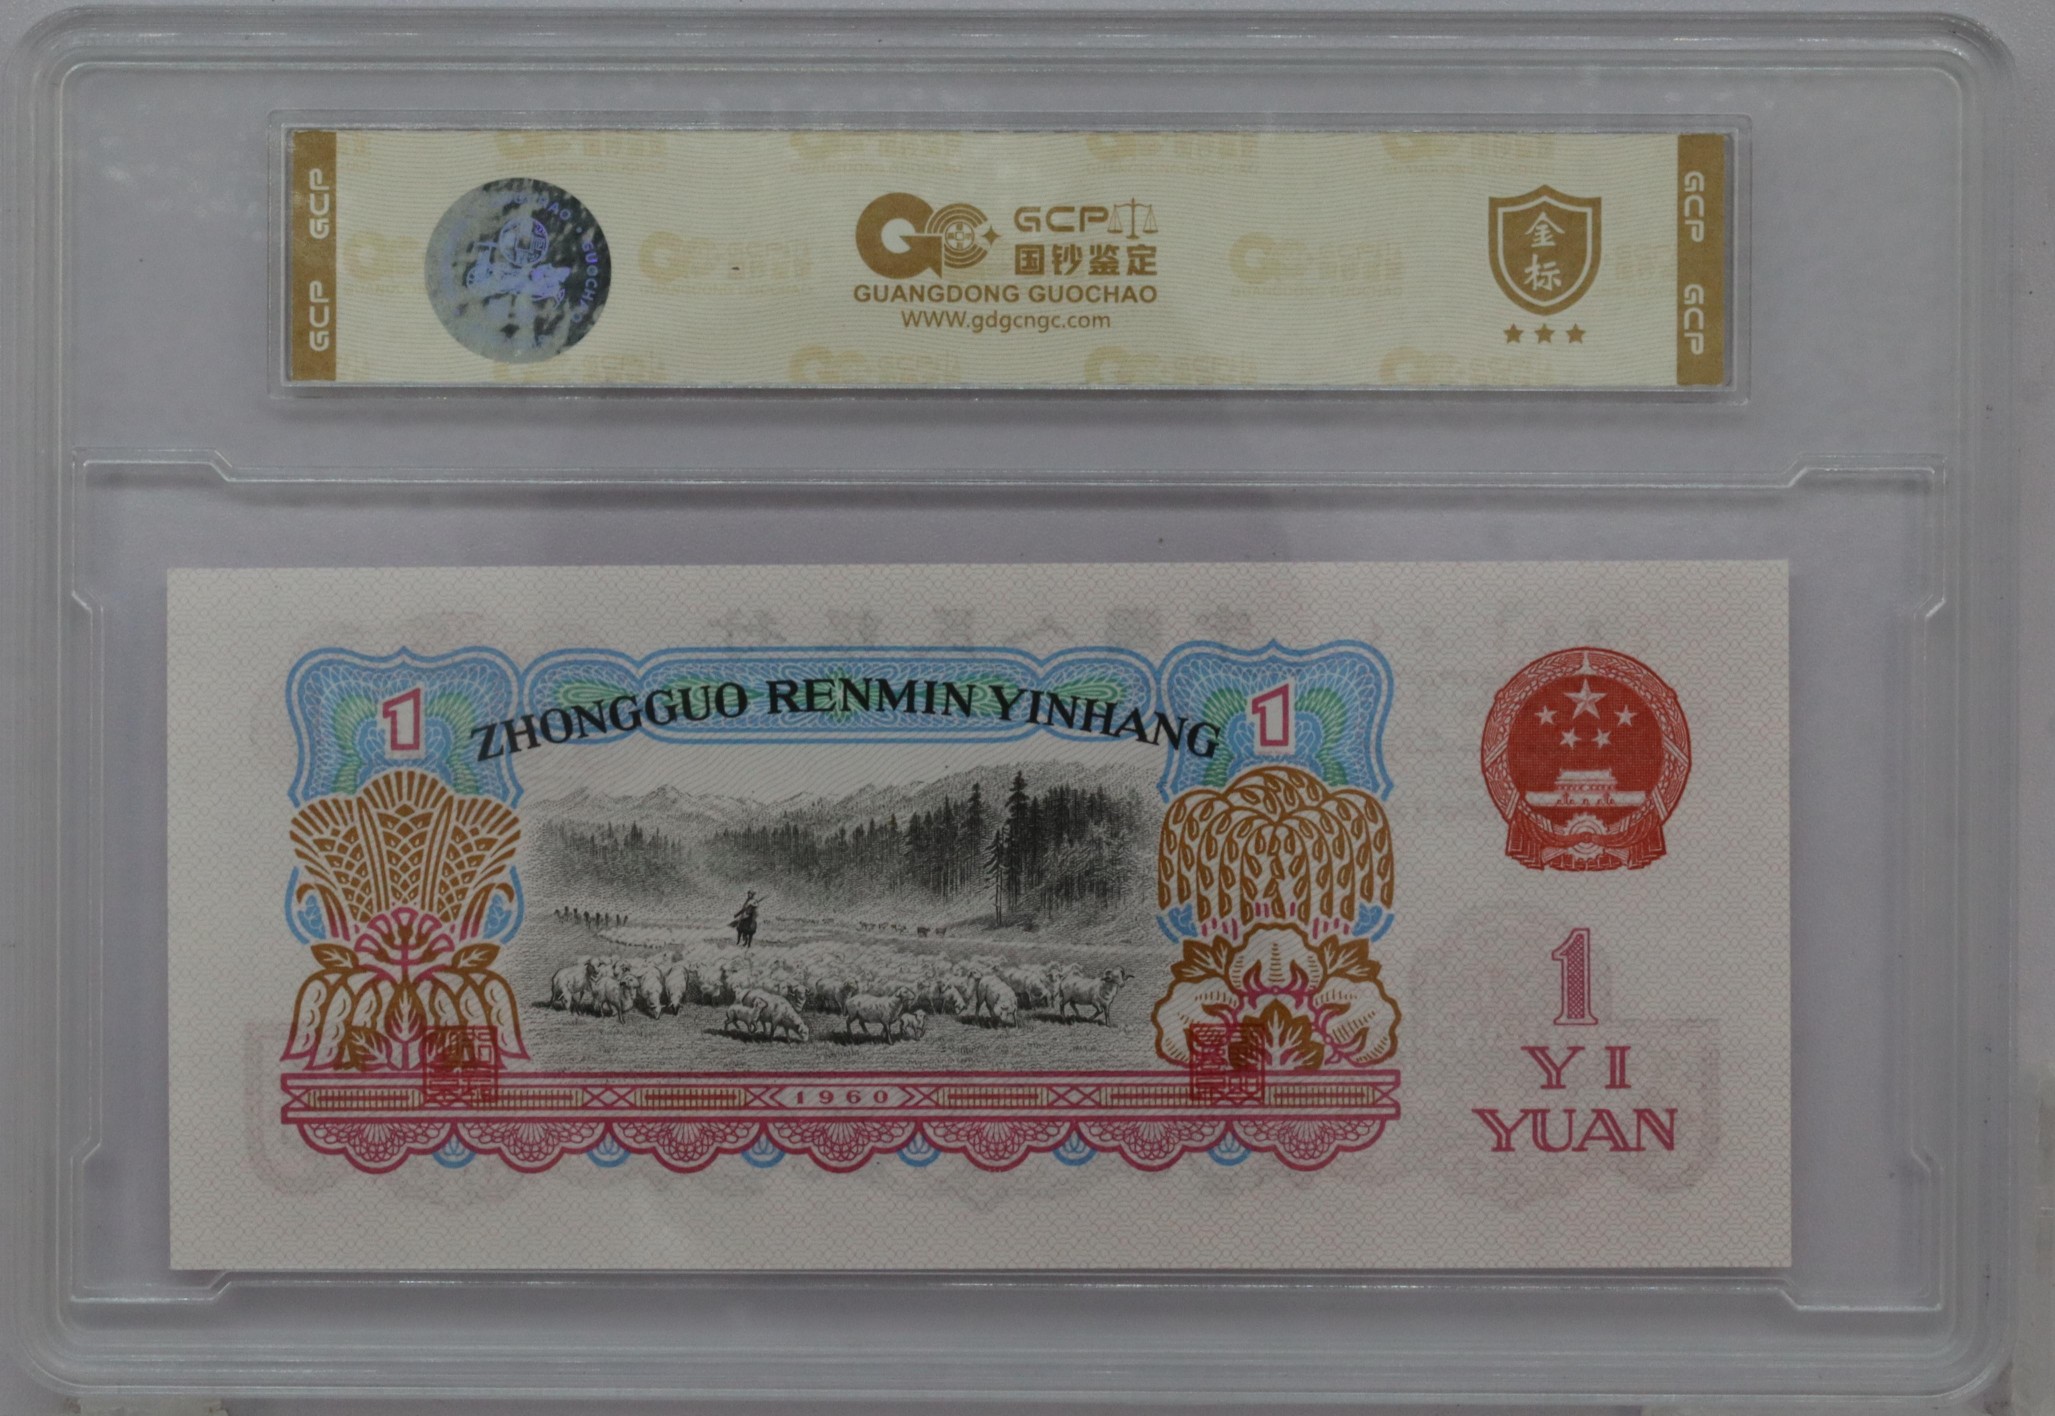 GCP
GCP
GCP
国钞鉴定
GUANGDONG GUOCHAO
WWW.gdgcngc.com
金
标
GCP
GCP
GUOCHAO
ZHONGGUO RENMIN YINHANG
1
1
1960
1
YI
YUAN